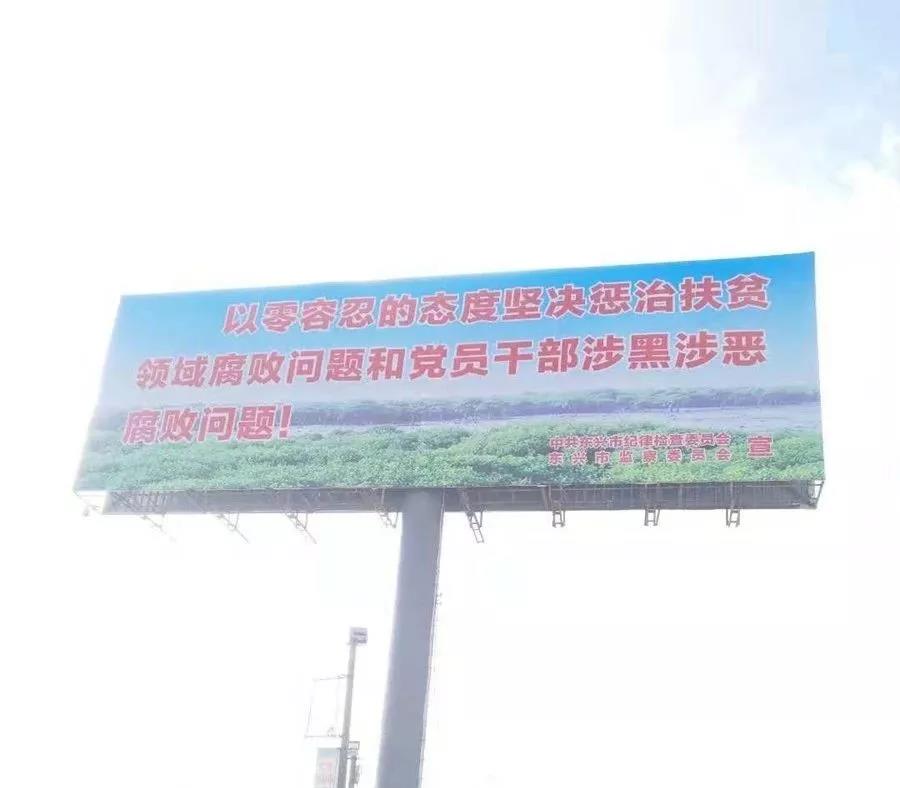 以零容忍的态度坚决惩治扶贫
领域腐败问题和党员干部涉黑涉恶
腐败问题!
中共东兴市纪律检查委员会
东兴市监察委员会 宣